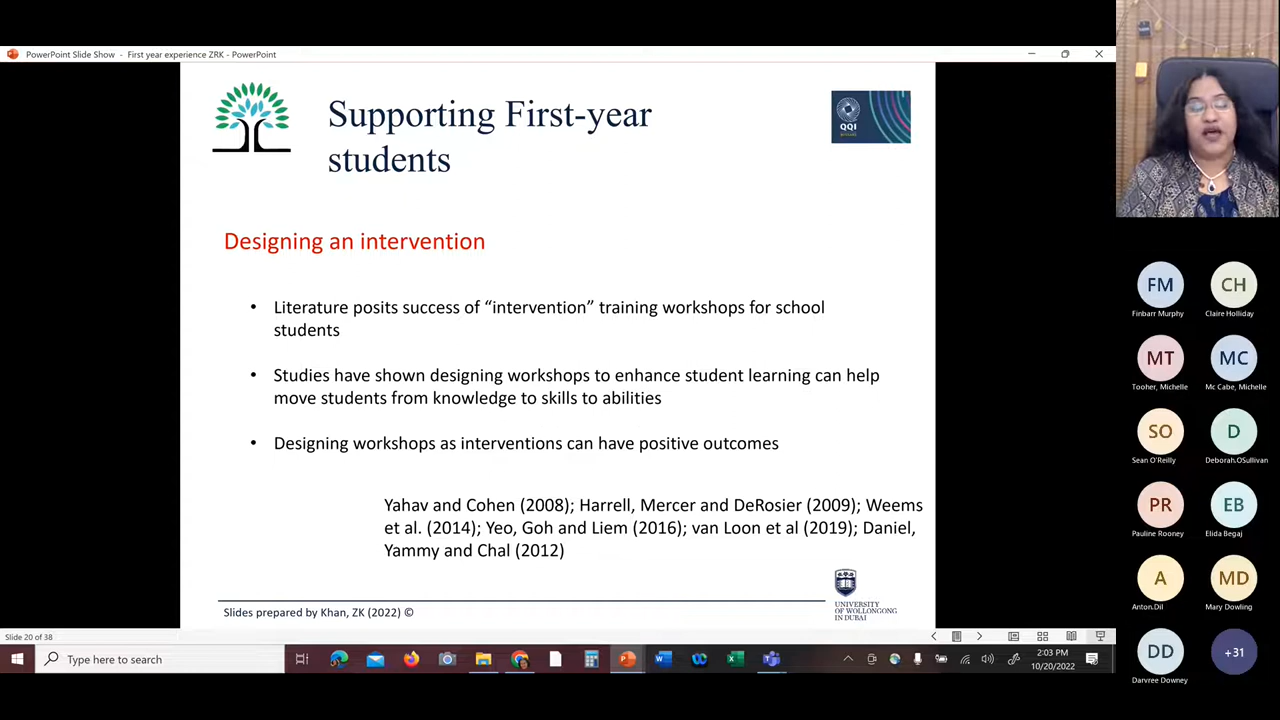 PowerPoint Slide Show - First year experience ZRK - PowerPoint
Supporting First-year
students
QQI
Designing an intervention
• Literature posits success of “intervention” training workshops for school
students
• Studies have shown designing workshops to enhance student learning can help
move students from knowledge to skills to abilities
• Designing workshops as interventions can have positive outcomes
Yahav and Cohen (2008); Harrell, Mercer and DeRosier (2009); Weems
et al. (2014); Yeo, Goh and Liem (2016); van Loon et al (2019); Daniel,
Yammy and Chal (2012)
Slides prepared by Khan, ZK (2022) ©
UNIVERSITY
OF WOLLONGONG
IN DUBAI
Slide 20 of 38
Type here to search
2:03 PM
10/20/2022
FM
CH
Finbarr Murphy
Claire Holliday
MT
MC
Tooher, Michelle
Mc Cabe, Michelle
SO
D
Sean O'Reilly
Deborah.OSullivan
PR
EB
Pauline Rooney
Elida Begaj
A
MD
Anton.Dil
Mary Dowling
DD
+31
Darvree Downey